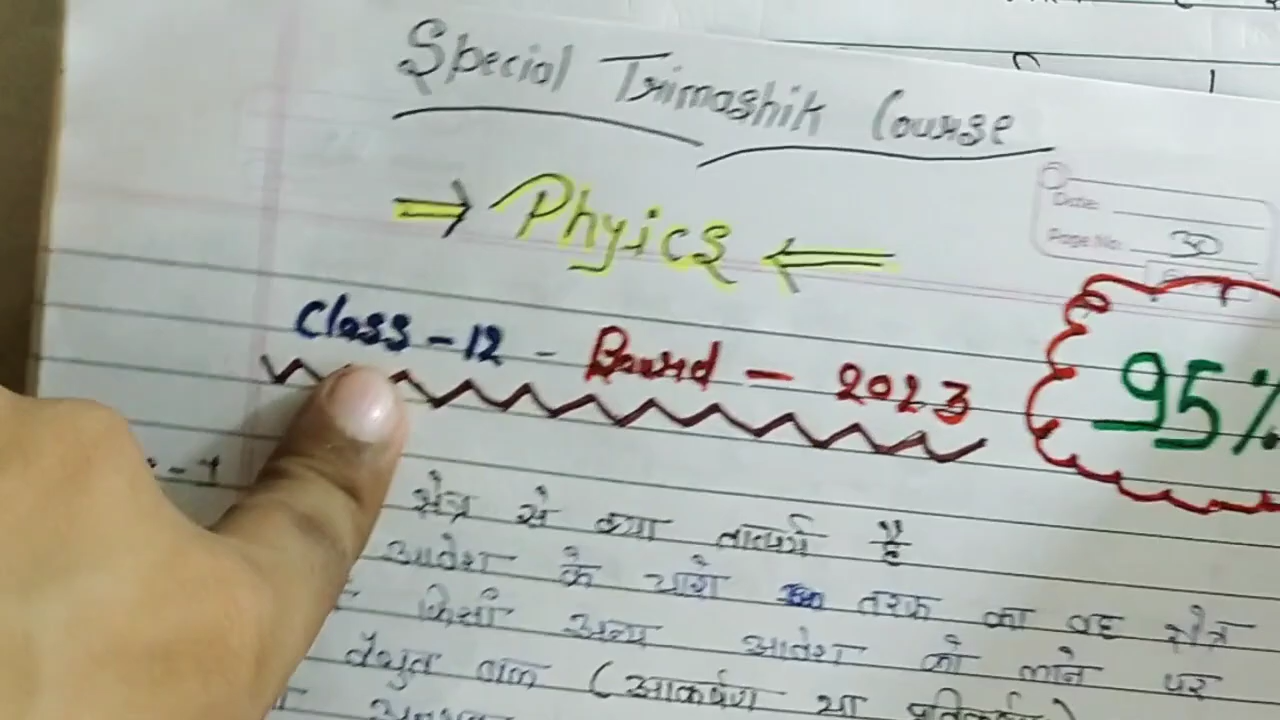 Special Trimashik Course
⇒ Phyics ⇐
Date:
Page No. 30
Class-12 - Board - 2023
95%
क्षेत्र से क्या तात्पर्य है
आवेश के चारो तरफ का वह क्षेत्र
किसी अन्य आवेश को लाने पर
वैद्युत बल (आकर्षण या प्रतिकर्षण)